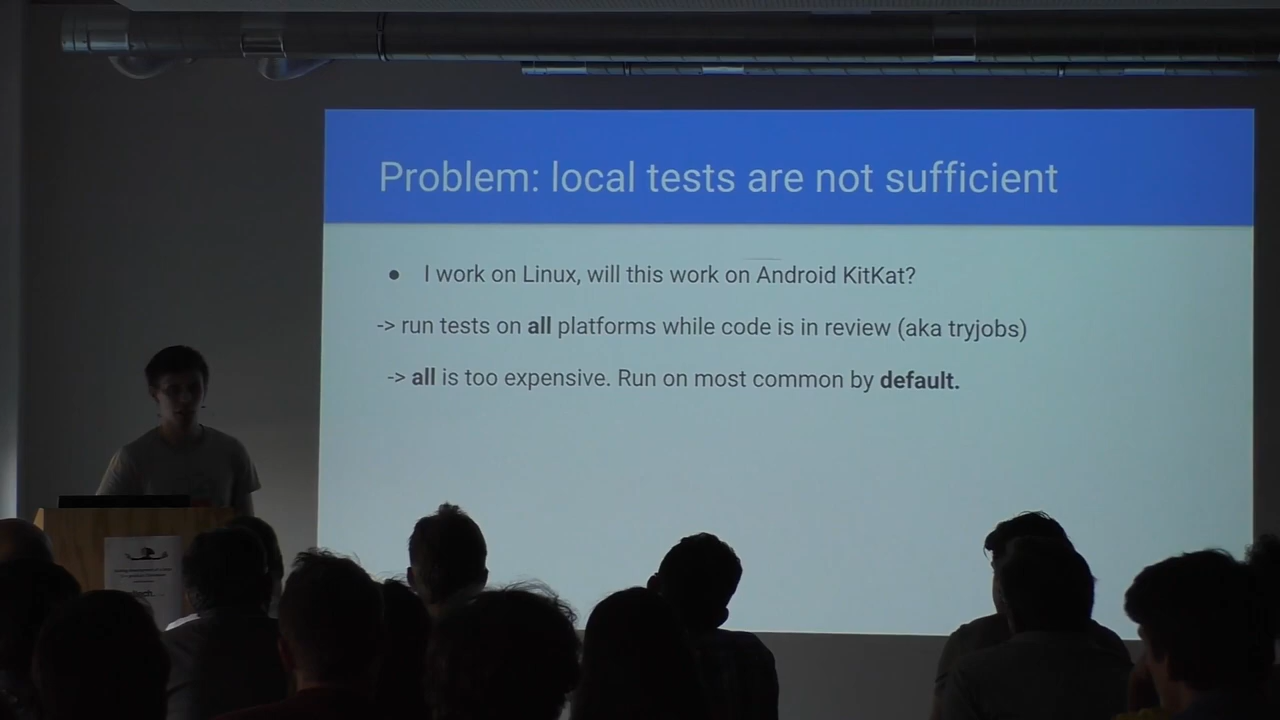 Problem: local tests are not sufficient
● I work on Linux, will this work on Android KitKat?
-> run tests on all platforms while code is in review (aka tryjobs)
-> all is too expensive. Run on most common by default.